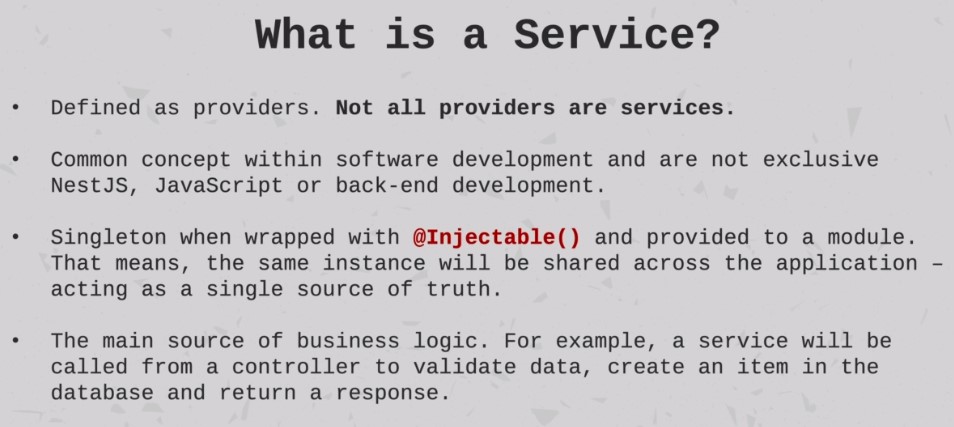 What is a Service?
• Defined as providers. Not all providers are services.
• Common concept within software development and are not exclusive
NestJS, JavaScript or back-end development.
• Singleton when wrapped with @Injectable() and provided to a module.
That means, the same instance will be shared across the application –
acting as a single source of truth.
• The main source of business logic. For example, a service will be
called from a controller to validate data, create an item in the
database and return a response.